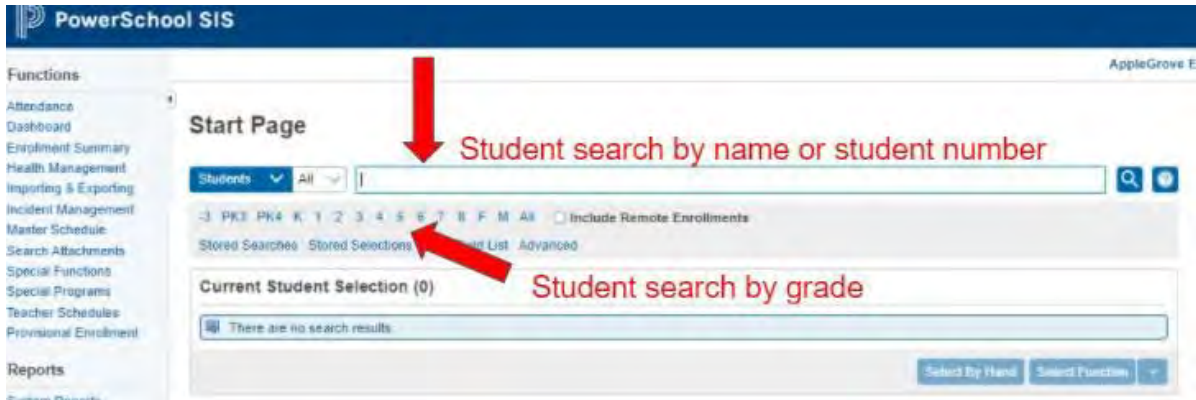 PowerSchool SIS
AppleGrove E
Functions
Attendance
Dashboard
Enrollment Summary
Health Management
Importing & Exporting
Incident Management
Master Schedule
Search Attachments
Special Functions
Special Programs
Teacher Schedules
Provisional Enrollment
Reports
System Reports
Start Page
Student search by name or student number
Students All
-3 PK3 PK4 K 1 2 3 4 5 6 7 8 F M All Include Remote Enrollments
Stored Searches Stored Selections List Advanced
Student search by grade
Current Student Selection (0)
There are no search results.
Select By Hand Select Function